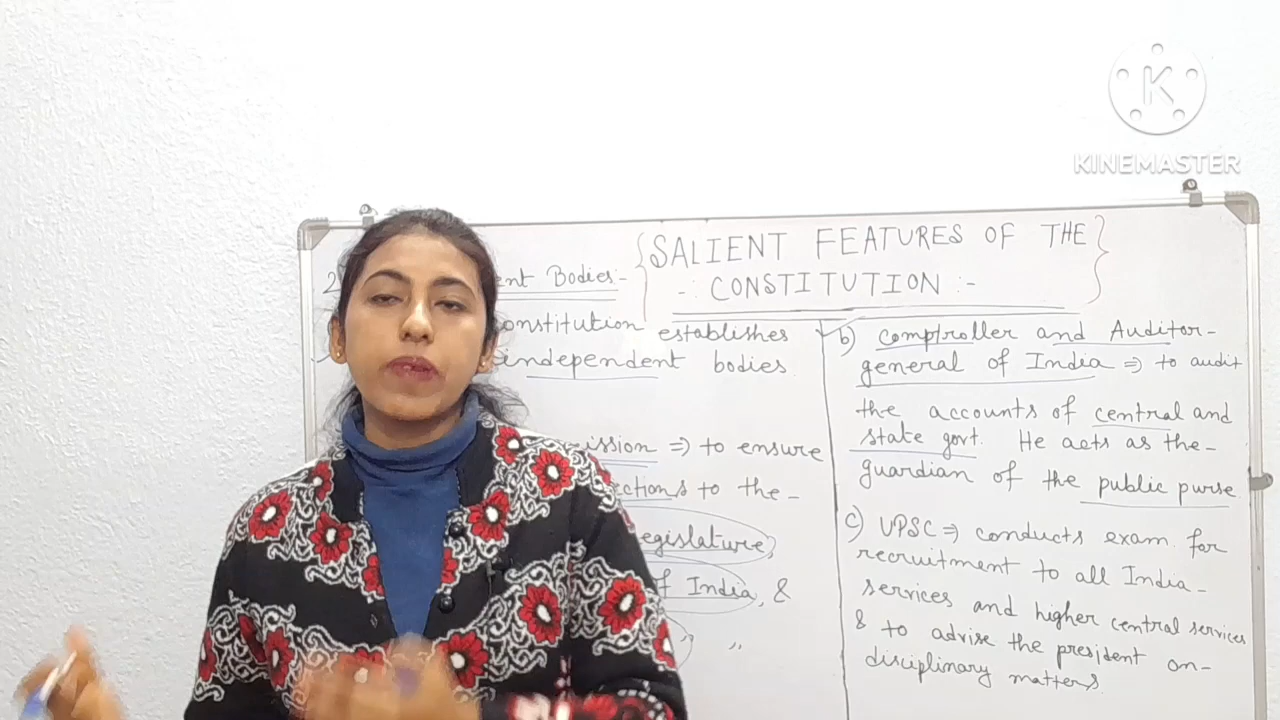 KINEMASTER
{SALIENT FEATURES OF THE
-: CONSTITUTION :-}
2 ent Bodies:-
onstitution establishes
independent bodies
ission => to ensure
ections to the-
egislature,
f India, &
,,
b) comptroller and Auditor-
general of India => to audit
the accounts of central and
state govt. He acts as the-
guardian of the public purse.
c) UPSC => conducts exam for
recruitment to all India-
services and higher central services
& to advise the president on-
disciplinary matters.